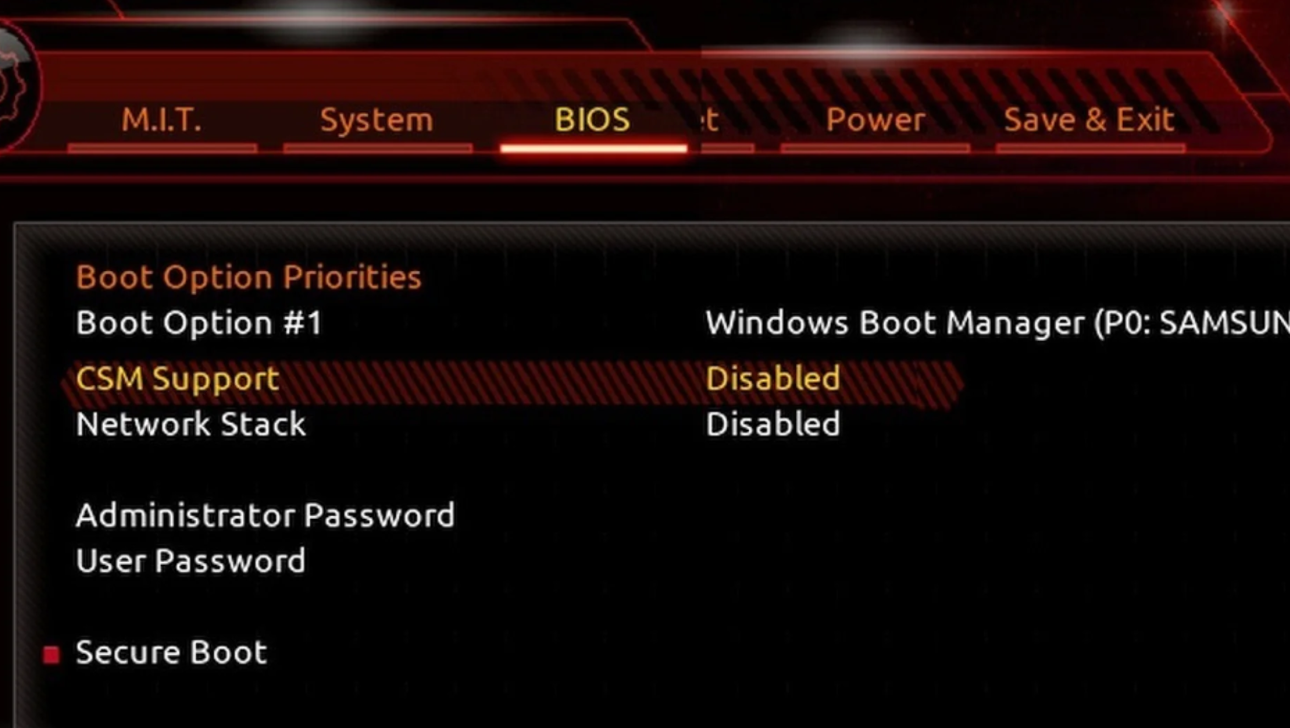 M.I.T. System BIOS t Power Save & Exit
Boot Option Priorities
Boot Option #1 Windows Boot Manager (P0: SAMSUN
CSM Support Disabled
Network Stack Disabled
Administrator Password
User Password
Secure Boot